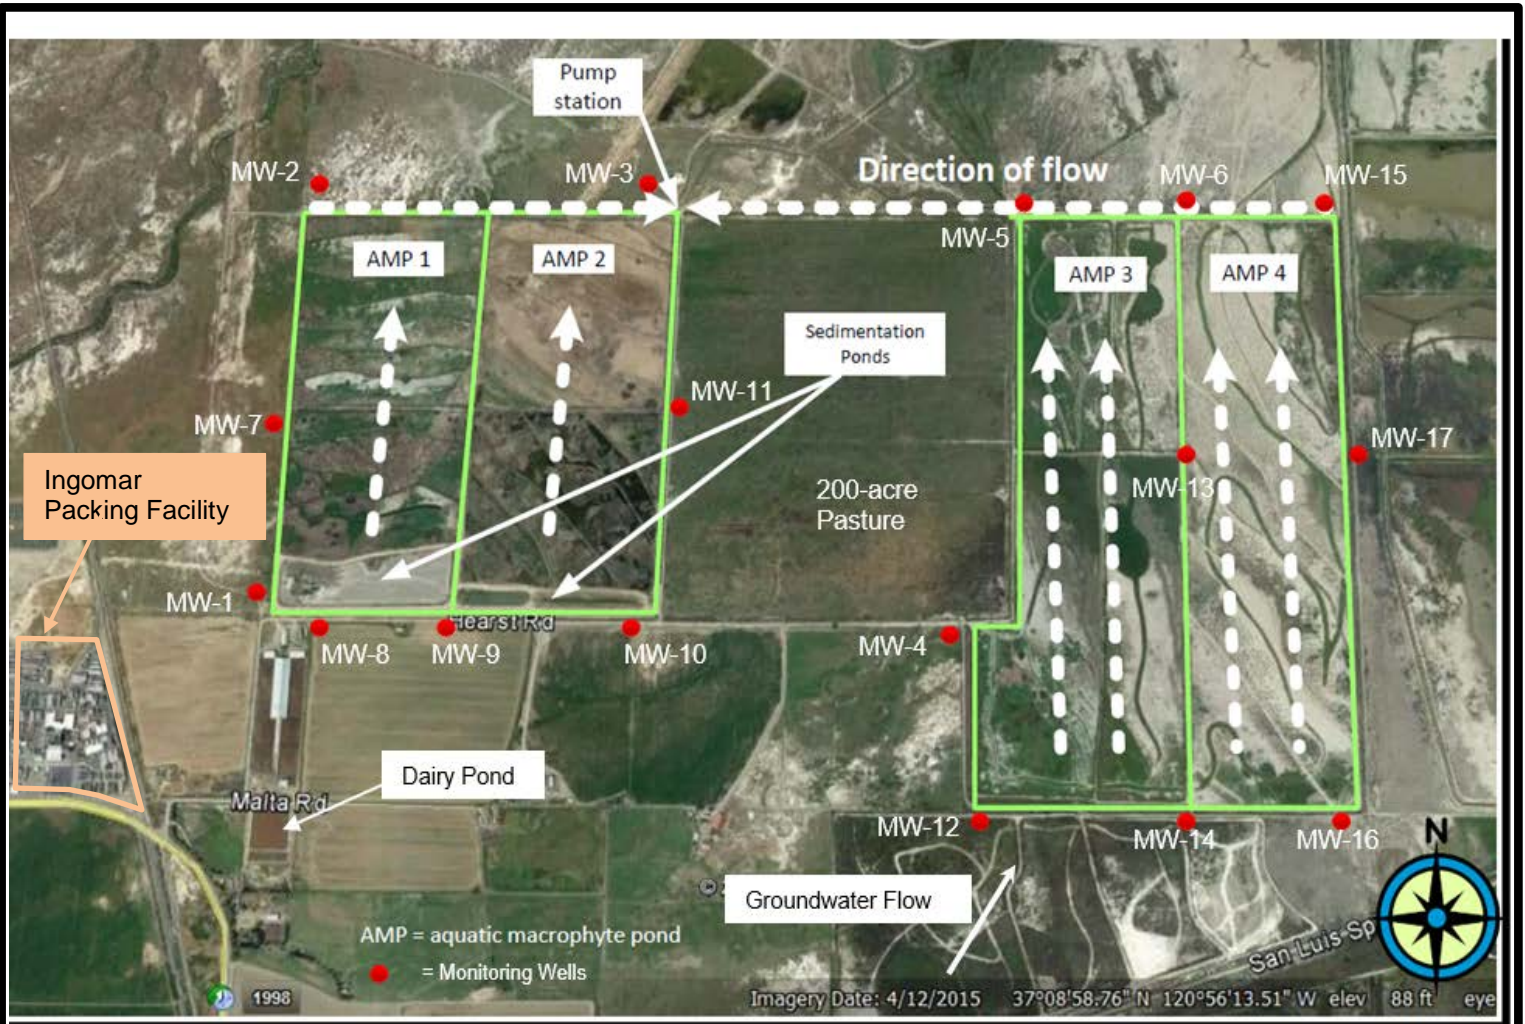 Pump
station
MW-2
MW-3
Direction of flow
MW-6
MW-15
MW-5
AMP 1
AMP 2
AMP 3
AMP 4
Sedimentation
Ponds
MW-11
MW-7
MW-17
Ingomar
Packing Facility
200-acre
Pasture
MW-13
MW-1
Hearst Rd
MW-8
MW-9
MW-10
MW-4
Dairy Pond
Malta Rd
MW-12
MW-14
MW-16
N
Groundwater Flow
AMP = aquatic macrophyte pond
= Monitoring Wells
San Luis Sp
1998
Imagery Date: 4/12/2015 37°08'58.76" N 120°56'13.51" W elev 88 ft eye
©